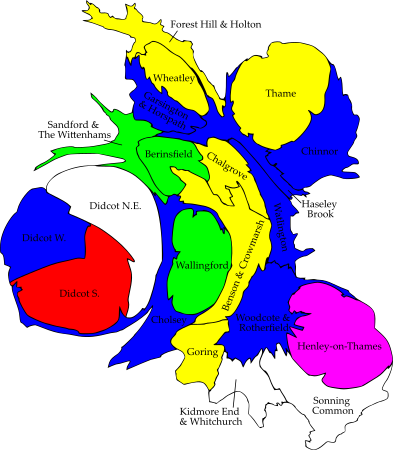 Forest Hill & Holton
Wheatley
Thame
Garsington
& Horspath
Sandford &
The Wittenhams
Berinsfield
Chalgrove
Chinnor
Haseley
Brook
Didcot N.E.
Watlington
Didcot W.
Benson & Crowmarsh
Wallingford
Didcot S.
Cholsey
Woodcote &
Rotherfield
Goring
Henley-on-Thames
Kidmore End
& Whitchurch
Sonning
Common